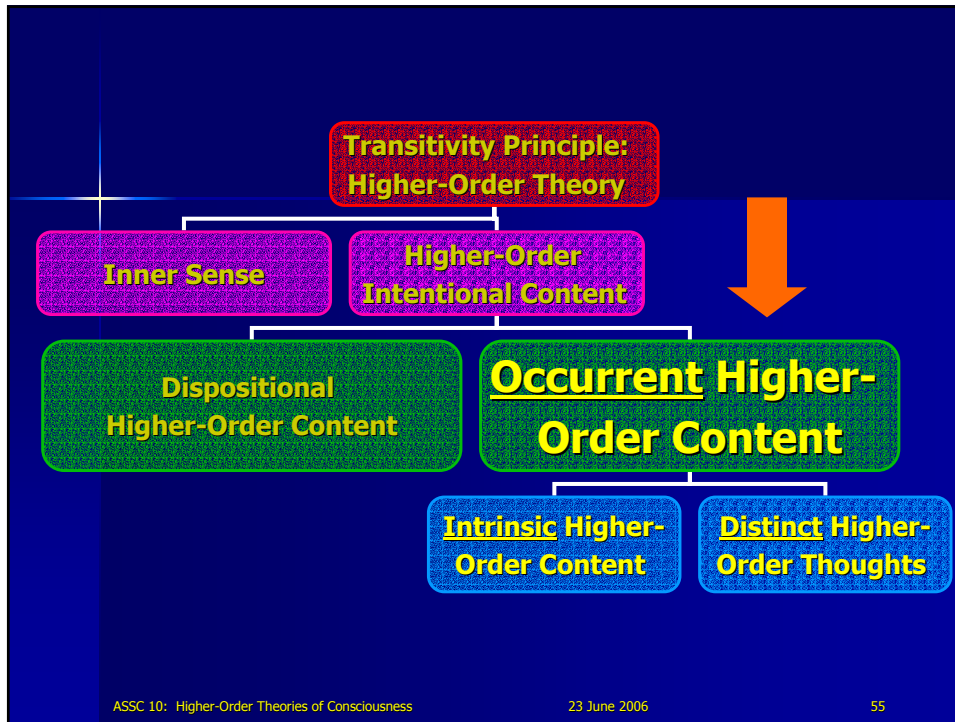 Transitivity Principle:
Higher-Order Theory
Inner Sense
Higher-Order
Intentional Content
Dispositional
Higher-Order Content
Occurrent Higher-
Order Content
Intrinsic Higher-
Order Content
Distinct Higher-
Order Thoughts
ASSC 10: Higher-Order Theories of Consciousness 23 June 2006 55